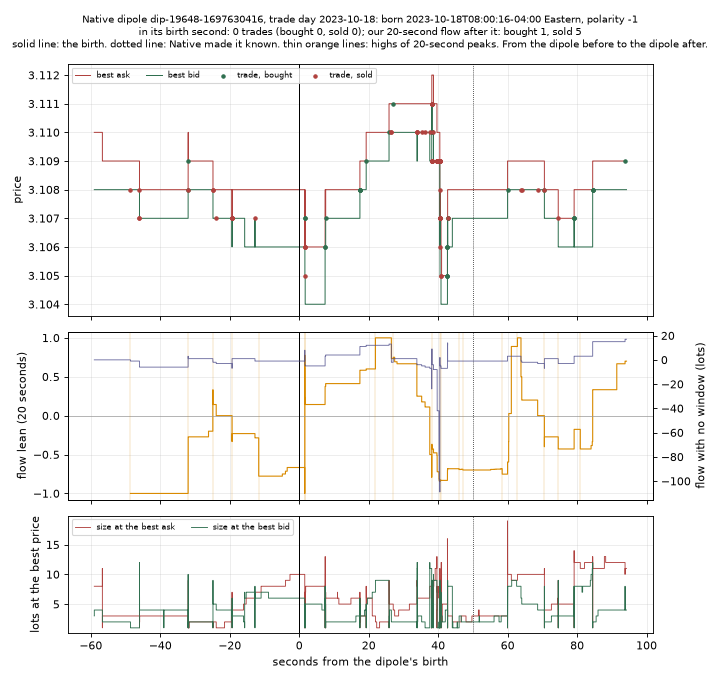 Native dipole dip-19648-1697630416, trade day 2023-10-18: born 2023-10-18T08:00:16-04:00 Eastern, polarity -1
in its birth second: 0 trades (bought 0, sold 0); our 20-second flow after it: bought 1, sold 5
solid line: the birth. dotted line: Native made it known. thin orange lines: highs of 20-second peaks. From the dipole before to the dipole after.
best ask best bid trade, bought trade, sold
3.112
3.111
3.110
3.109
3.108
3.107
3.106
3.105
3.104
price
1.0
0.5
0.0
−0.5
−1.0
flow lean (20 seconds)
20
0
−20
−40
−60
−80
−100
flow with no window (lots)
size at the best ask size at the best bid
15
10
5
lots at the best price
−60 −40 −20 0 20 40 60 80 100
seconds from the dipole's birth